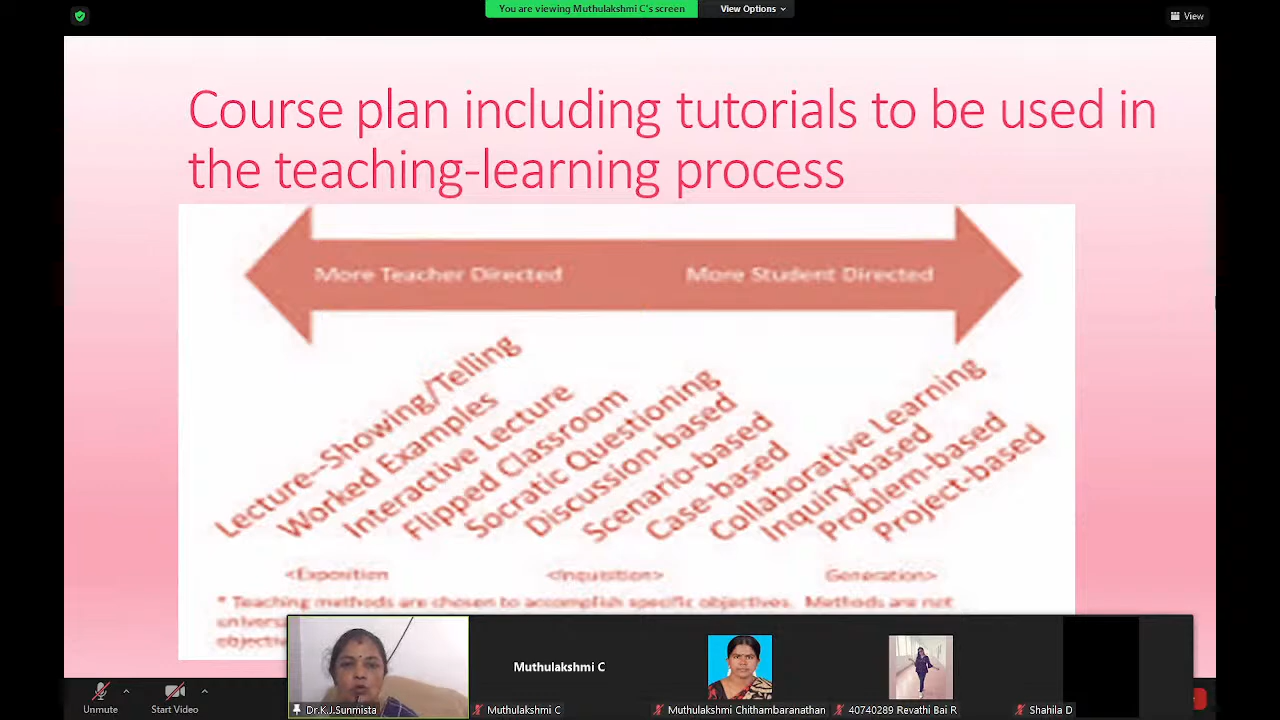 You are viewing Muthulakshmi C's screen
View Options
View
Course plan including tutorials to be used in
the teaching-learning process
More Teacher Directed
More Student Directed
Lecture--Showing/Telling
Worked Examples
Interactive Lecture
Flipped Classroom
Socratic Questioning
Discussion-based
Scenario-based
Case-based
Collaborative Learning
Inquiry-based
Problem-based
Project-based
<Exposition
<Inquisition>
Generation>
* Teaching methods are chosen to accomplish specific objectives. Methods are not
Muthulakshmi C
Unmute
Start Video
Dr.K.J.Sunmista
Muthulakshmi C
Muthulakshmi Chithambaranathan
40740289 Revathi Bai R
Shahila D